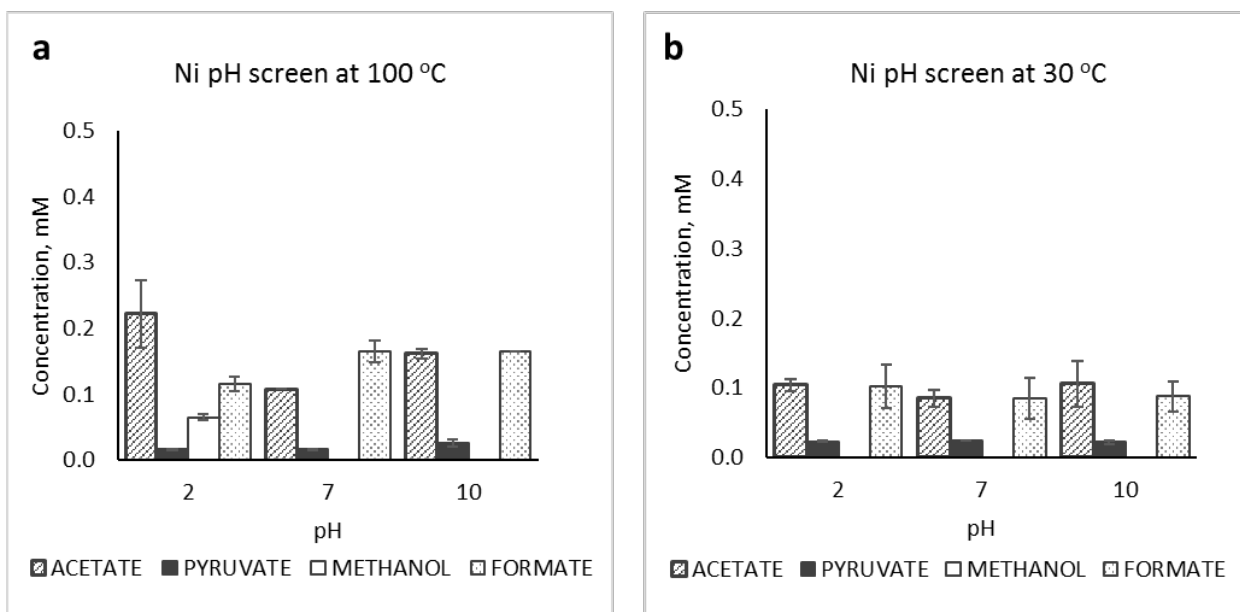 a
Ni pH screen at 100 °C
Concentration, mM
0.5
0.4
0.3
0.2
0.1
0.0
2 7 10
pH
ACETATE PYRUVATE METHANOL FORMATE
b
Ni pH screen at 30 °C
Concentration, mM
0.5
0.4
0.3
0.2
0.1
0.0
2 7 10
pH
ACETATE PYRUVATE METHANOL FORMATE